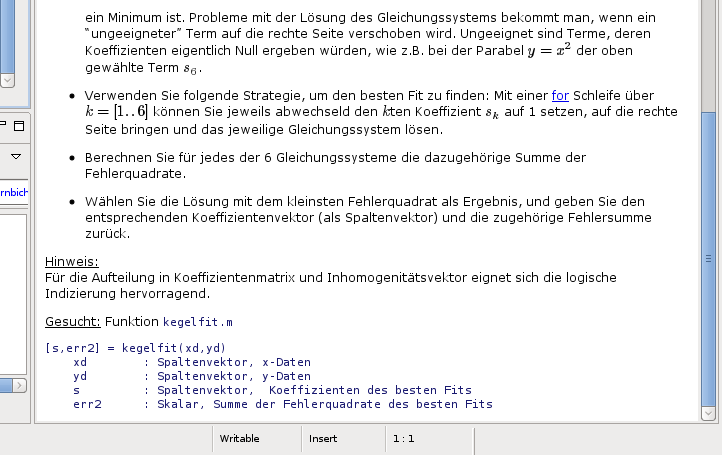 ein Minimum ist. Probleme mit der Lösung des Gleichungssystems bekommt man, wenn ein
"ungeeigneter" Term auf die rechte Seite verschoben wird. Ungeeignet sind Terme, deren
Koeffizienten eigentlich Null ergeben würden, wie z.B. bei der Parabel y = x² der oben
gewählte Term s₆.
• Verwenden Sie folgende Strategie, um den besten Fit zu finden: Mit einer for Schleife über
k = [1..6] können Sie jeweils abwechseld den kten Koeffizient sₖ auf 1 setzen, auf die rechte
Seite bringen und das jeweilige Gleichungssystem lösen.
• Berechnen Sie für jedes der 6 Gleichungssysteme die dazugehörige Summe der
Fehlerquadrate.
• Wählen Sie die Lösung mit dem kleinsten Fehlerquadrat als Ergebnis, und geben Sie den
entsprechenden Koeffizientenvektor (als Spaltenvektor) und die zugehörige Fehlersumme
zurück.
rnbich
Hinweis:
Für die Aufteilung in Koeffizientenmatrix und Inhomogenitätsvektor eignet sich die logische
Indizierung hervorragend.
Gesucht: Funktion kegelfit.m
[s,err2] = kegelfit(xd,yd)
xd : Spaltenvektor, x-Daten
yd : Spaltenvektor, y-Daten
s : Spaltenvektor, Koeffizienten des besten Fits
err2 : Skalar, Summe der Fehlerquadrate des besten Fits
Writable Insert 1 : 1